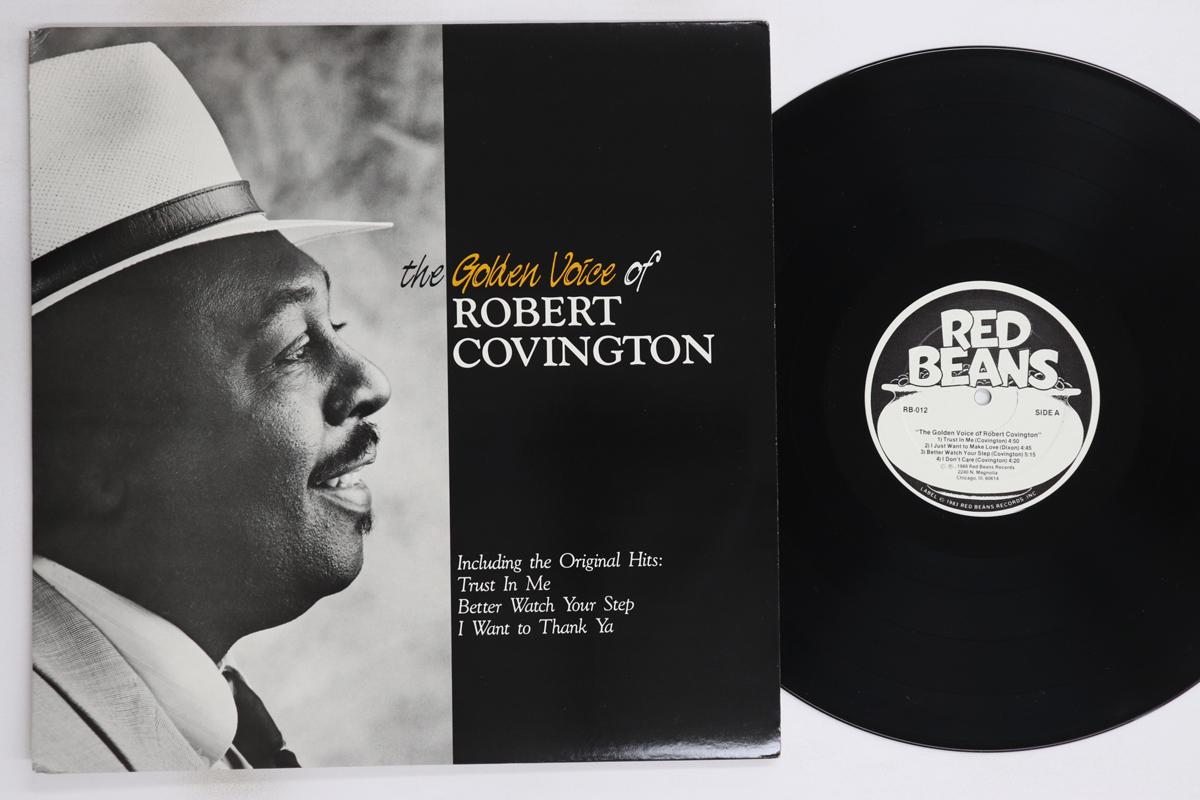 the Golden Voice of
ROBERT
COVINGTON
Including the Original Hits:
Trust In Me
Better Watch Your Step
I Want to Thank Ya
RED
BEANS
RB-012
SIDE A
"The Golden Voice of Robert Covington"
1) Trust In Me (Covington) 4:50
2) I Just Want to Make Love (Dixon) 4:45
3) Better Watch Your Step (Covington) 5:15
4) I Don't Care (Covington) 4:20
© ℗, 1988 Red Beans Records
2240 N. Magnolia
Chicago, Ill. 60614
LABEL © 1983 RED BEANS RECORDS, INC.